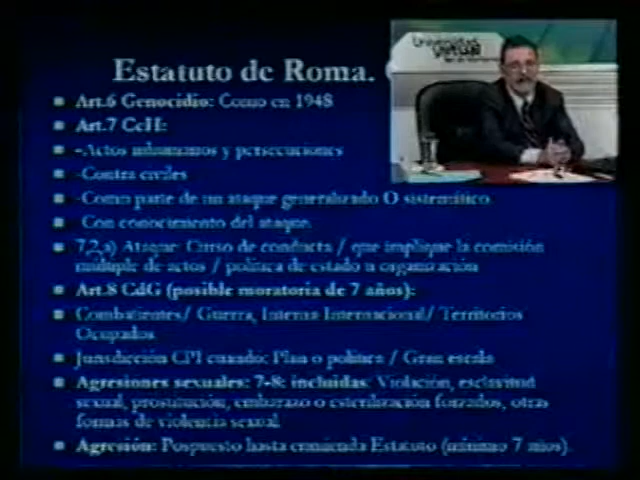 Universidad
Virtual
Estatuto de Roma.
Art.6 Genocidio: Como en 1948
Art.7 CcH:
-Actos inhumanos y persecuciones
-Contra civiles
-Como parte de un ataque generalizado O sistemático.
Con conocimiento del ataque.
7,2,a) Ataque: Curso de conducta / que implique la comisión
múltiple de actos / política de estado u organización
Art.8 CdG (posible moratoria de 7 años):
Combatientes/ Guerra, Interna Internacional/ Territorios
Ocupados
Jurisdicción CPI cuando: Plan o política / Gran escala
Agresiones sexuales: 7-8: incluidas: Violación, esclavitud
sexual, prostitución, embarazo o esterilización forzados, otras
formas de violencia sexual
Agresión: Pospuesto hasta enmienda Estatuto (mínimo 7 años).